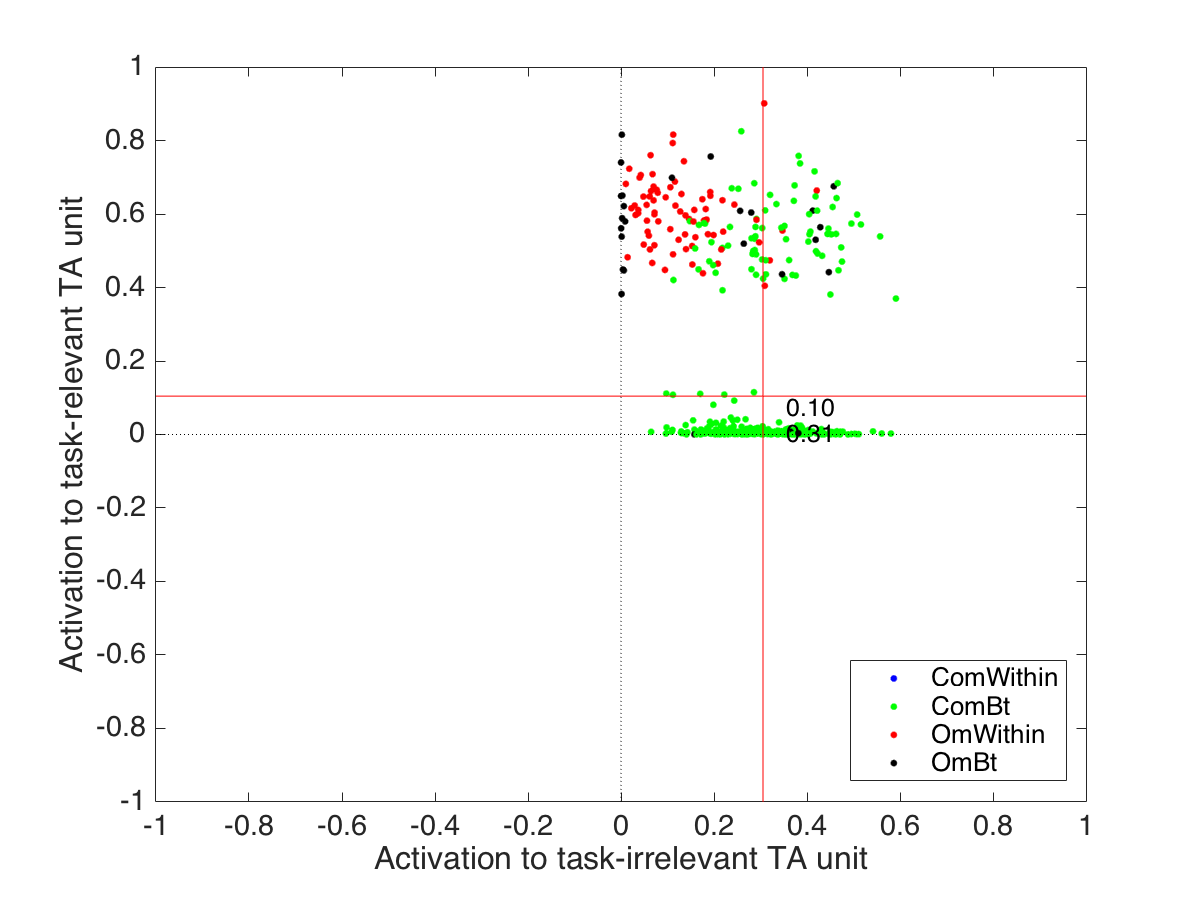 1
0.8
0.6
0.4
0.2
0
-0.2
-0.4
-0.6
-0.8
-1
Activation to task-relevant TA unit
0.10
0.31
ComWithin
ComBt
OmWithin
OmBt
-1 -0.8 -0.6 -0.4 -0.2 0 0.2 0.4 0.6 0.8 1
Activation to task-irrelevant TA unit